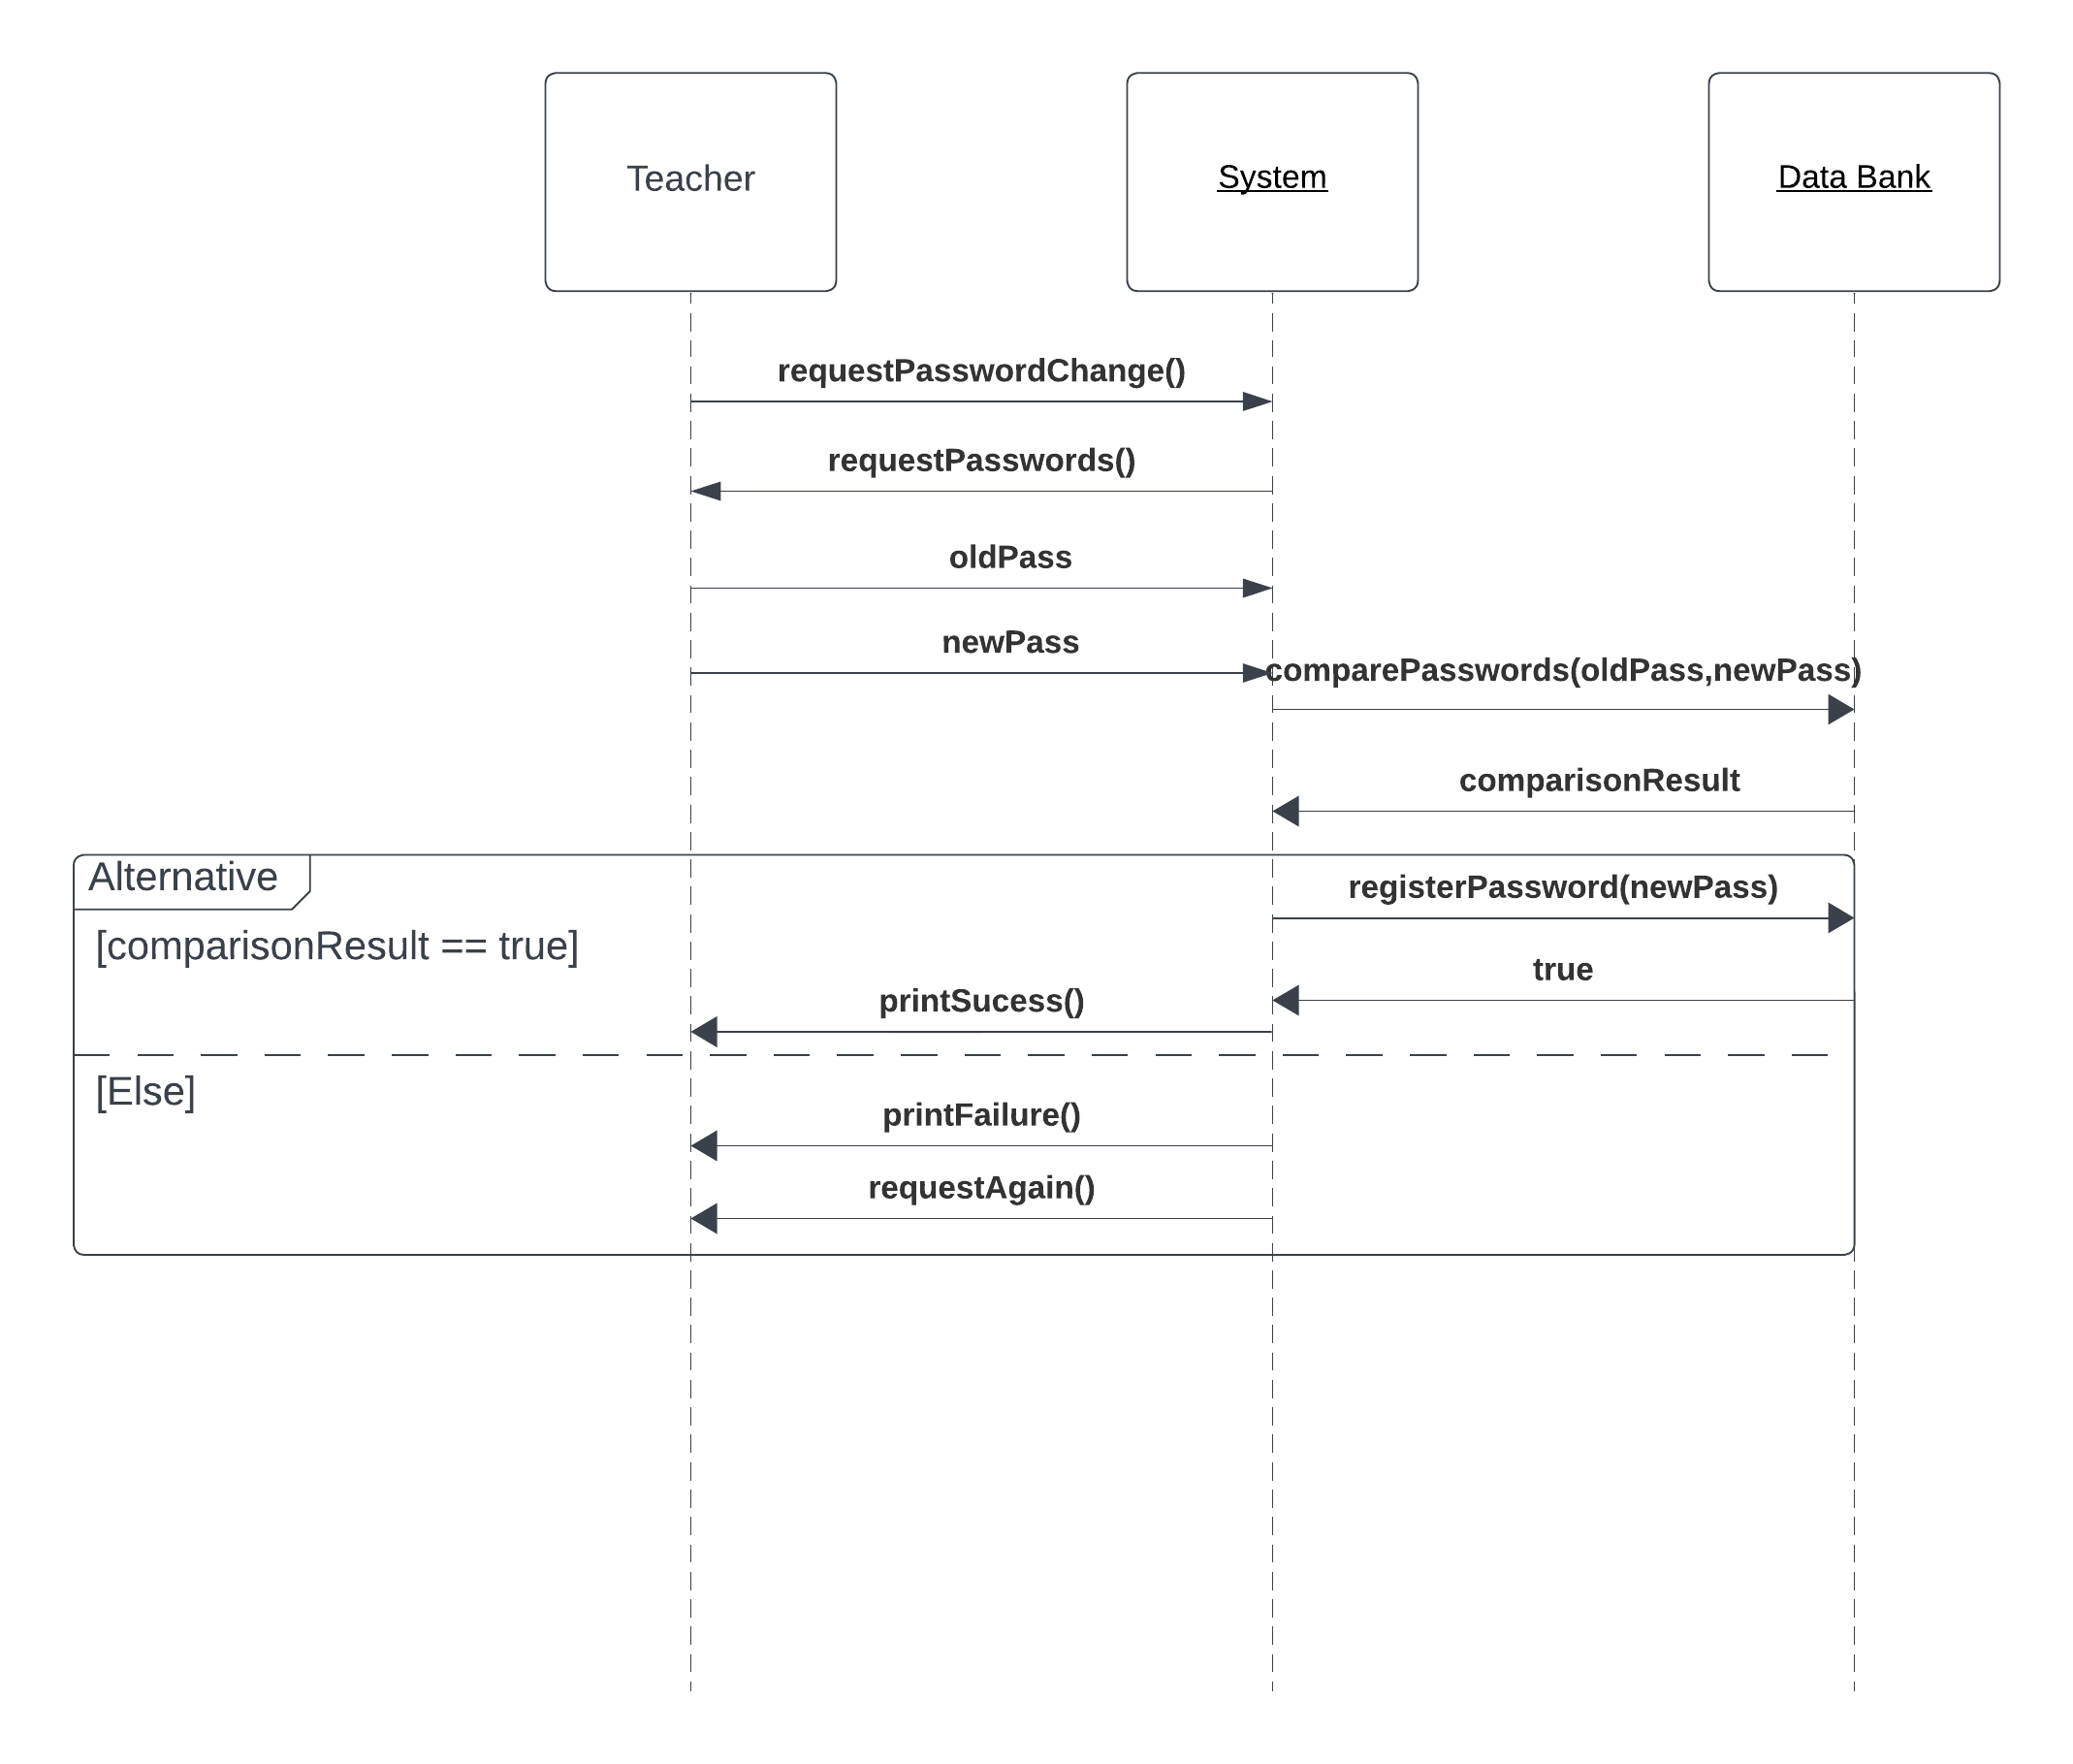 Teacher
System
Data Bank
requestPasswordChange()
requestPasswords()
oldPass
newPass
comparePasswords(oldPass,newPass)
comparisonResult
Alternative
registerPassword(newPass)
[comparisonResult == true]
true
printSucess()
[Else]
printFailure()
requestAgain()